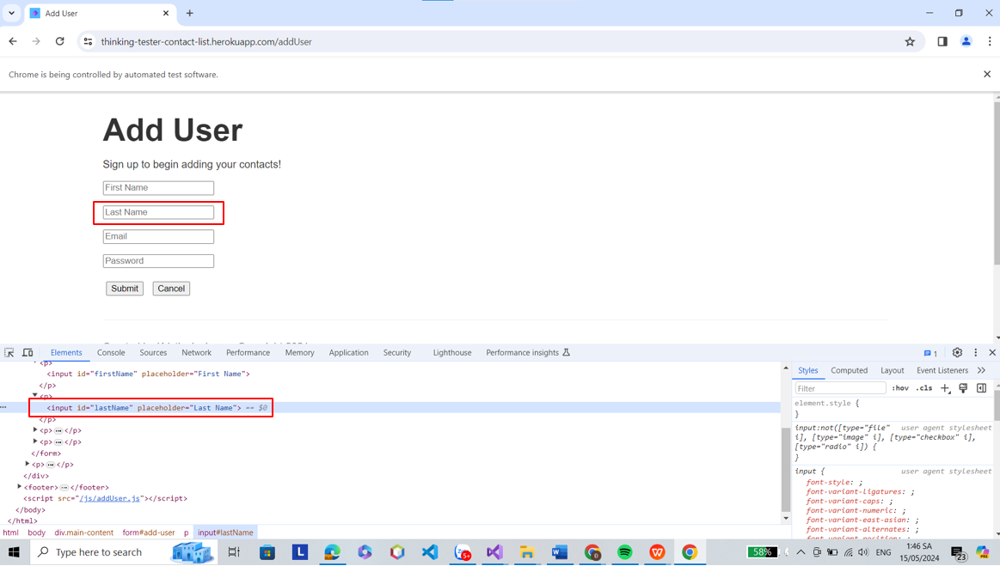 Add User
thinking-tester-contact-list.herokuapp.com/addUser
Chrome is being controlled by automated test software.
Add User
Sign up to begin adding your contacts!
First Name
Last Name
Email
Password
Submit Cancel
Elements Console Sources Network Performance Memory Application Security Lighthouse Performance insights 1
<p>
<input id="firstName" placeholder="First Name">
</p>
<p>
<input id="lastName" placeholder="Last Name"> == $0
</p>
<p>…</p>
<p>…</p>
</form>
<p>…</p>
</div>
<footer>…</footer>
<script src="/js/addUser.js"></script>
</body>
</html>
html body div.main-content form#add-user p input#lastName
Styles Computed Layout Event Listeners
Filter :hov .cls
element.style {
}
input:not([type="file" user agent stylesheet
i], [type="image" i], [type="checkbox" i],
[type="radio" i]) {
}
input { user agent stylesheet
font-style: ;
font-variant-ligatures: ;
font-variant-caps: ;
font-variant-numeric: ;
font-variant-east-asian: ;
font-variant-alternates: ;
font-variant-position: ;
Type here to search
58%
ENG
1:46 SA
15/05/2024
23